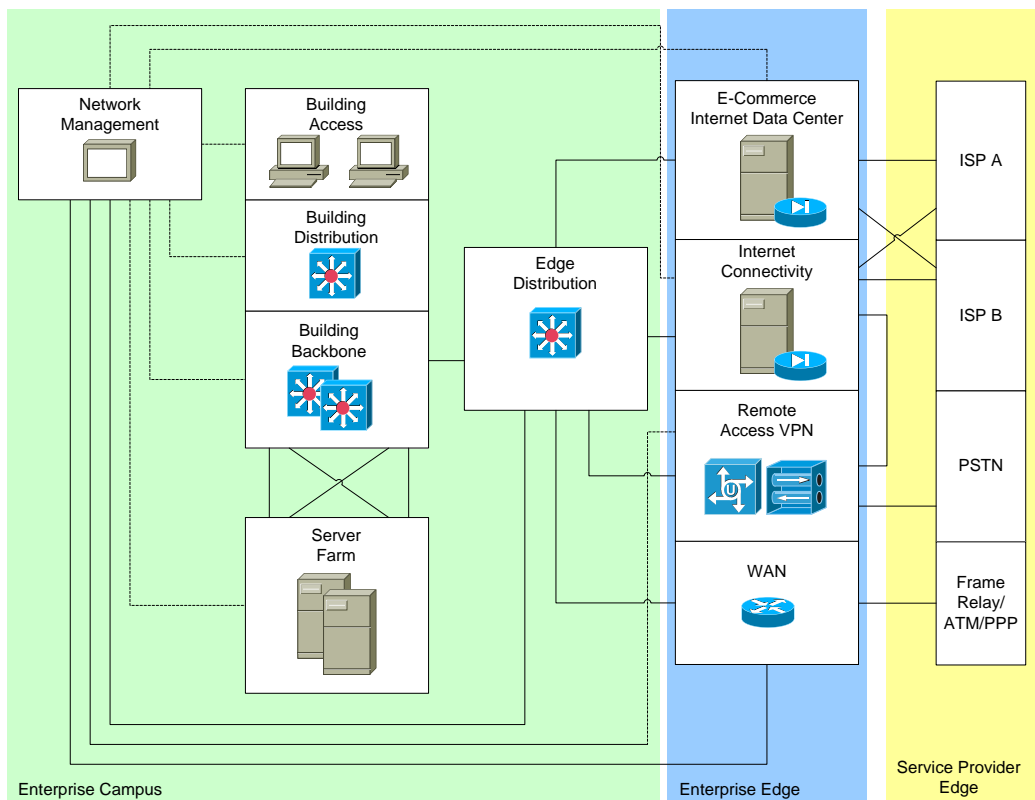 Network
Management
Building
Access
Building
Distribution
Building
Backbone
Server
Farm
Edge
Distribution
E-Commerce
Internet Data Center
Internet
Connectivity
Remote
Access VPN
U
WAN
ISP A
ISP B
PSTN
Frame
Relay/
ATM/PPP
Enterprise Campus
Enterprise Edge
Service Provider
Edge